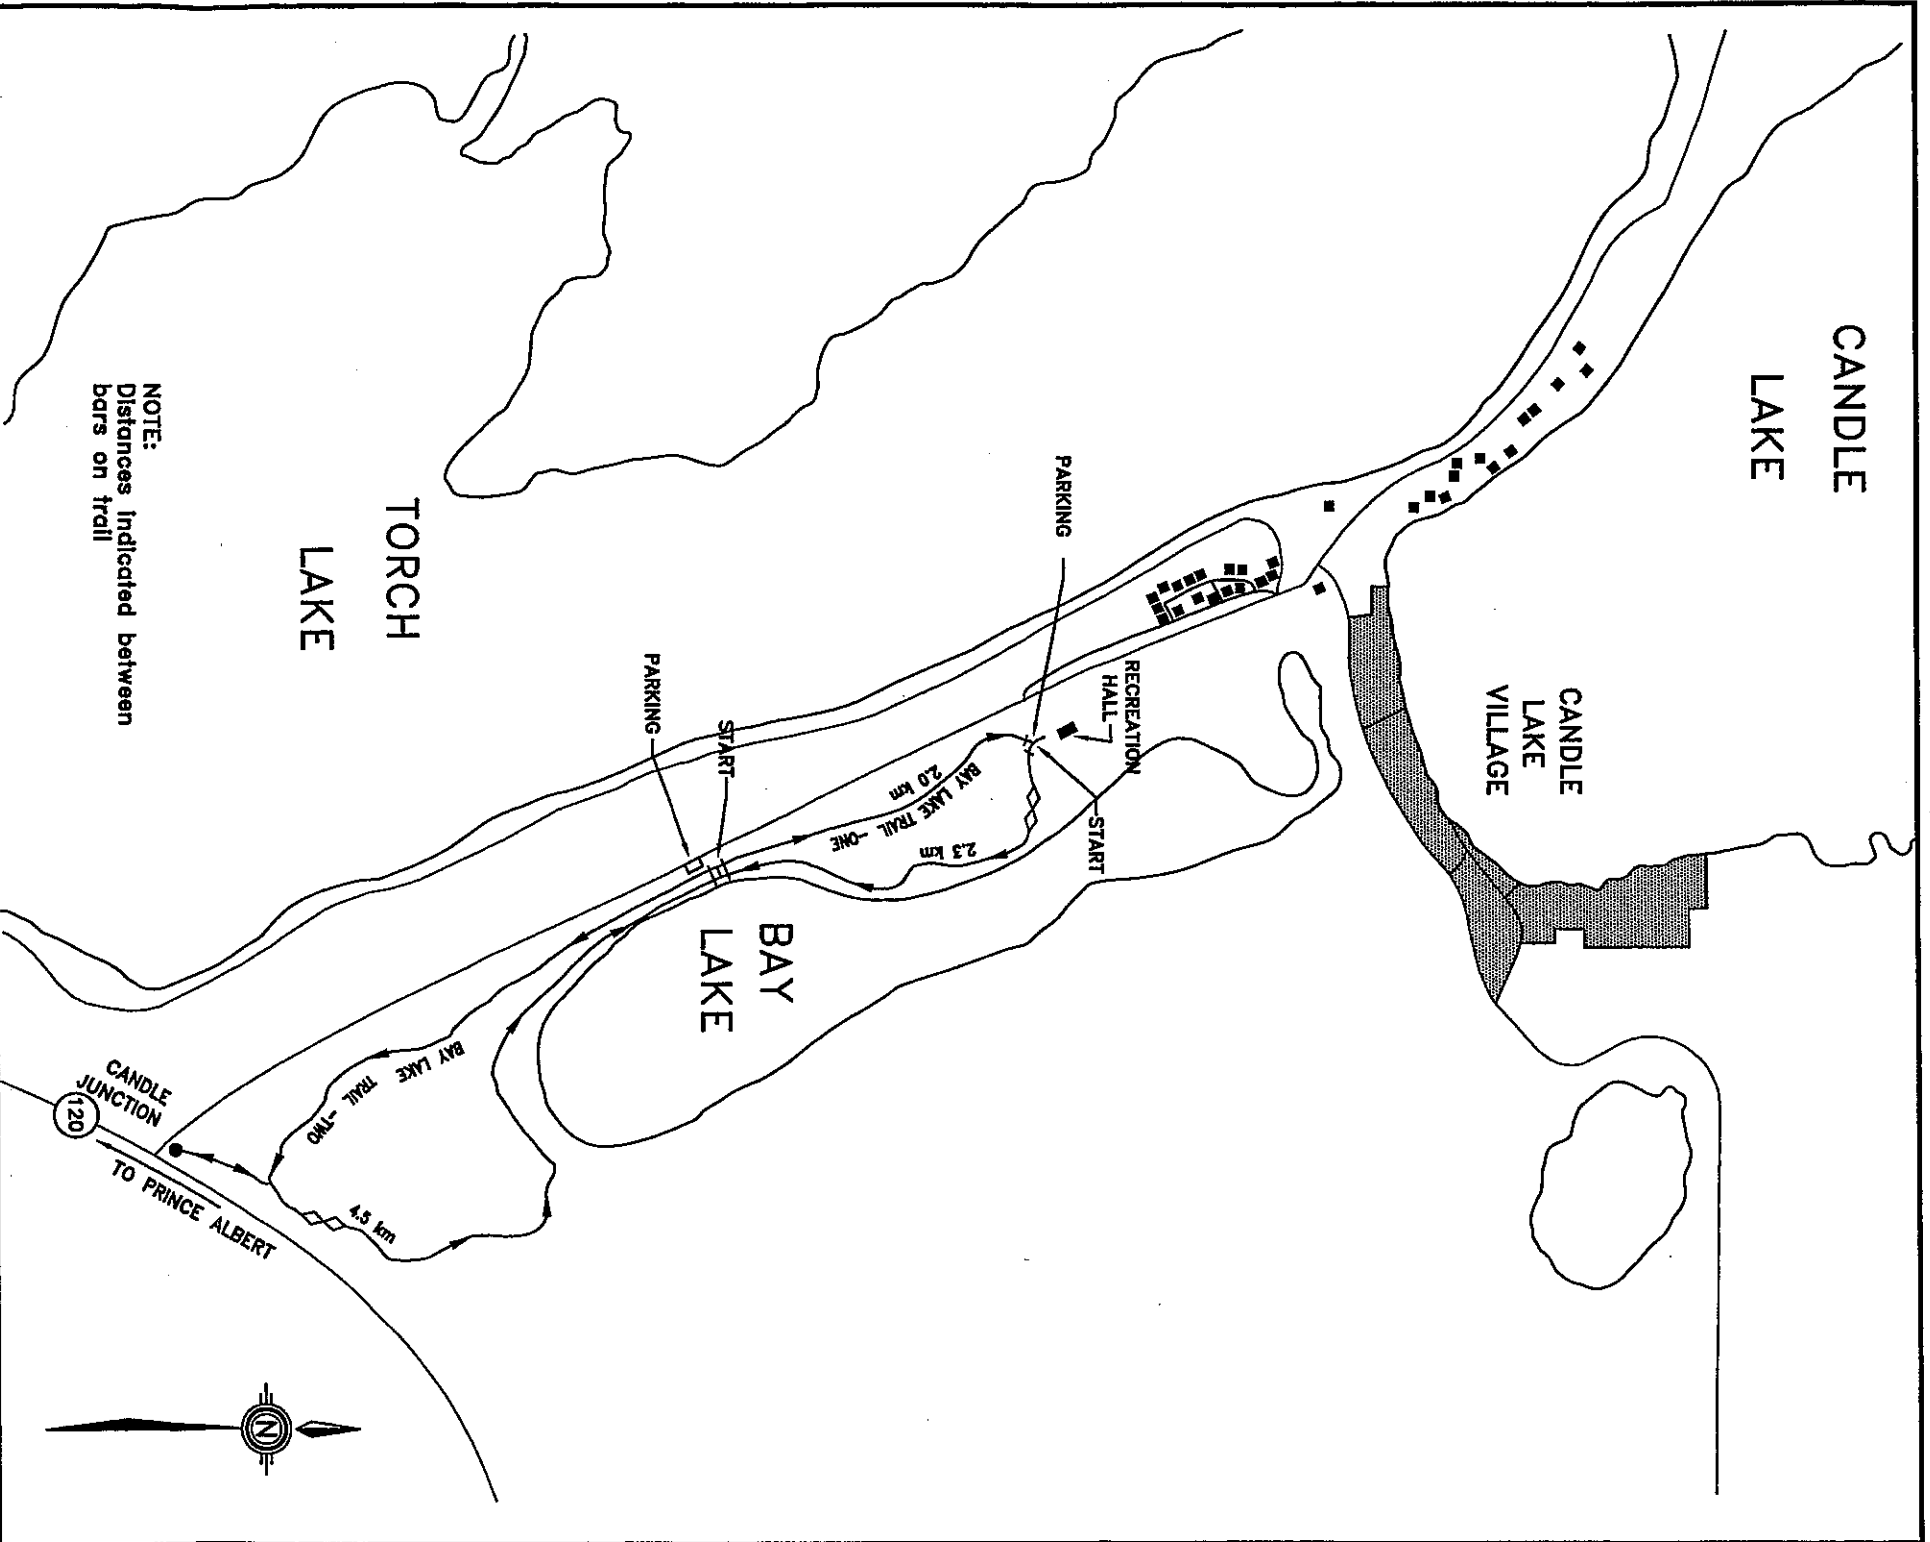 CANDLE
LAKE
CANDLE
LAKE
VILLAGE
PARKING
RECREATION
HALL
START
BAY LAKE TRAIL -ONE
2.0 km
2.3 km
START
PARKING
BAY
LAKE
TORCH
LAKE
BAY LAKE TRAIL -TWO
4.5 km
CANDLE
JUNCTION
120
TO PRINCE ALBERT
NOTE:
Distances indicated between
bars on trail
N